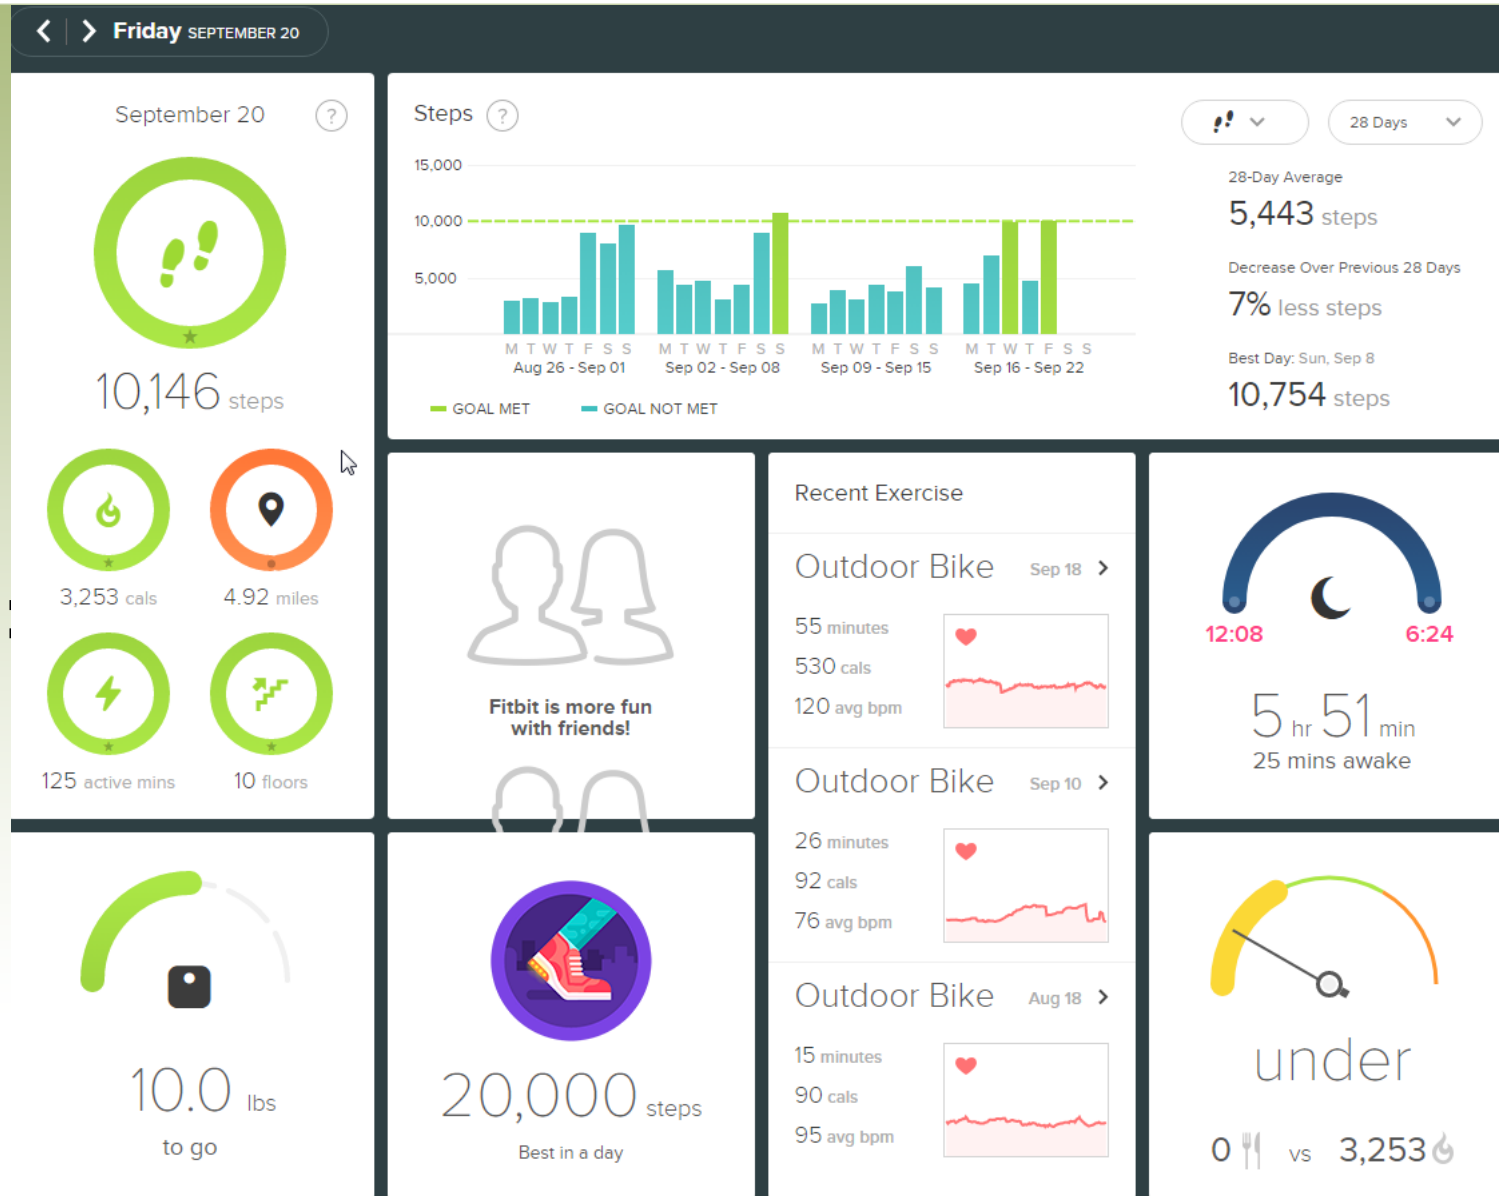 Friday SEPTEMBER 20
September 20 ?
10,146 steps
3,253 cals
4.92 miles
125 active mins
10 floors
Steps ?
28 Days
15,000
10,000
5,000
M T W T F S S
Aug 26 - Sep 01
M T W T F S S
Sep 02 - Sep 08
M T W T F S S
Sep 09 - Sep 15
M T W T F S S
Sep 16 - Sep 22
GOAL MET
GOAL NOT MET
28-Day Average
5,443 steps
Decrease Over Previous 28 Days
7% less steps
Best Day: Sun, Sep 8
10,754 steps
Fitbit is more fun
with friends!
Recent Exercise
Outdoor Bike Sep 18
55 minutes
530 cals
120 avg bpm
Outdoor Bike Sep 10
26 minutes
92 cals
76 avg bpm
Outdoor Bike Aug 18
15 minutes
90 cals
95 avg bpm
12:08 6:24
5 hr 51 min
25 mins awake
10.0 lbs
to go
20,000 steps
Best in a day
under
0 vs 3,253